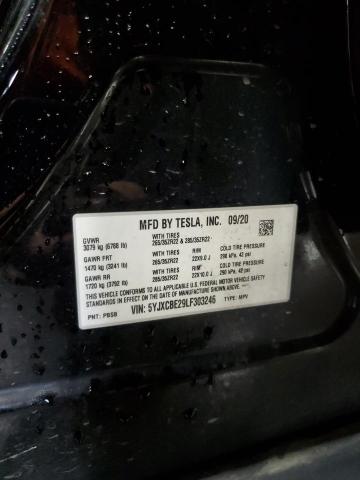 MFD BY TESLA, INC. 09/20
GVWR WITH TIRES
3079 kg (6788 lb) 265/35ZR22 & 285/35ZR22
GAWR FRT WITH TIRES RIM COLD TIRE PRESSURE
1470 kg (3241 lb) 265/35ZR22 22X9.0 J 290 kPa, 42 psi
GAWR RR WITH TIRES RIM COLD TIRE PRESSURE
1720 kg (3792 lb) 285/35ZR22 22X10.0 J 290 kPa, 42 psi
THIS VEHICLE CONFORMS TO ALL APPLICABLE U.S. FEDERAL MOTOR VEHICLE SAFETY
STANDARDS IN EFFECT ON THE DATE OF MANUFACTURE SHOWN ABOVE.
PNT: PBSB VIN: 5YJXCBE29LF303246 TYPE: MPV